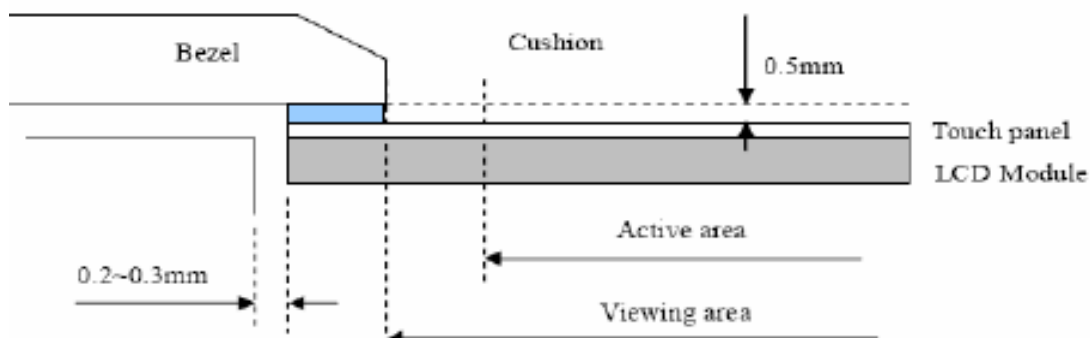 Bezel
Cushion
0.5mm
Touch panel
LCD Module
Active area
0.2~0.3mm
Viewing area